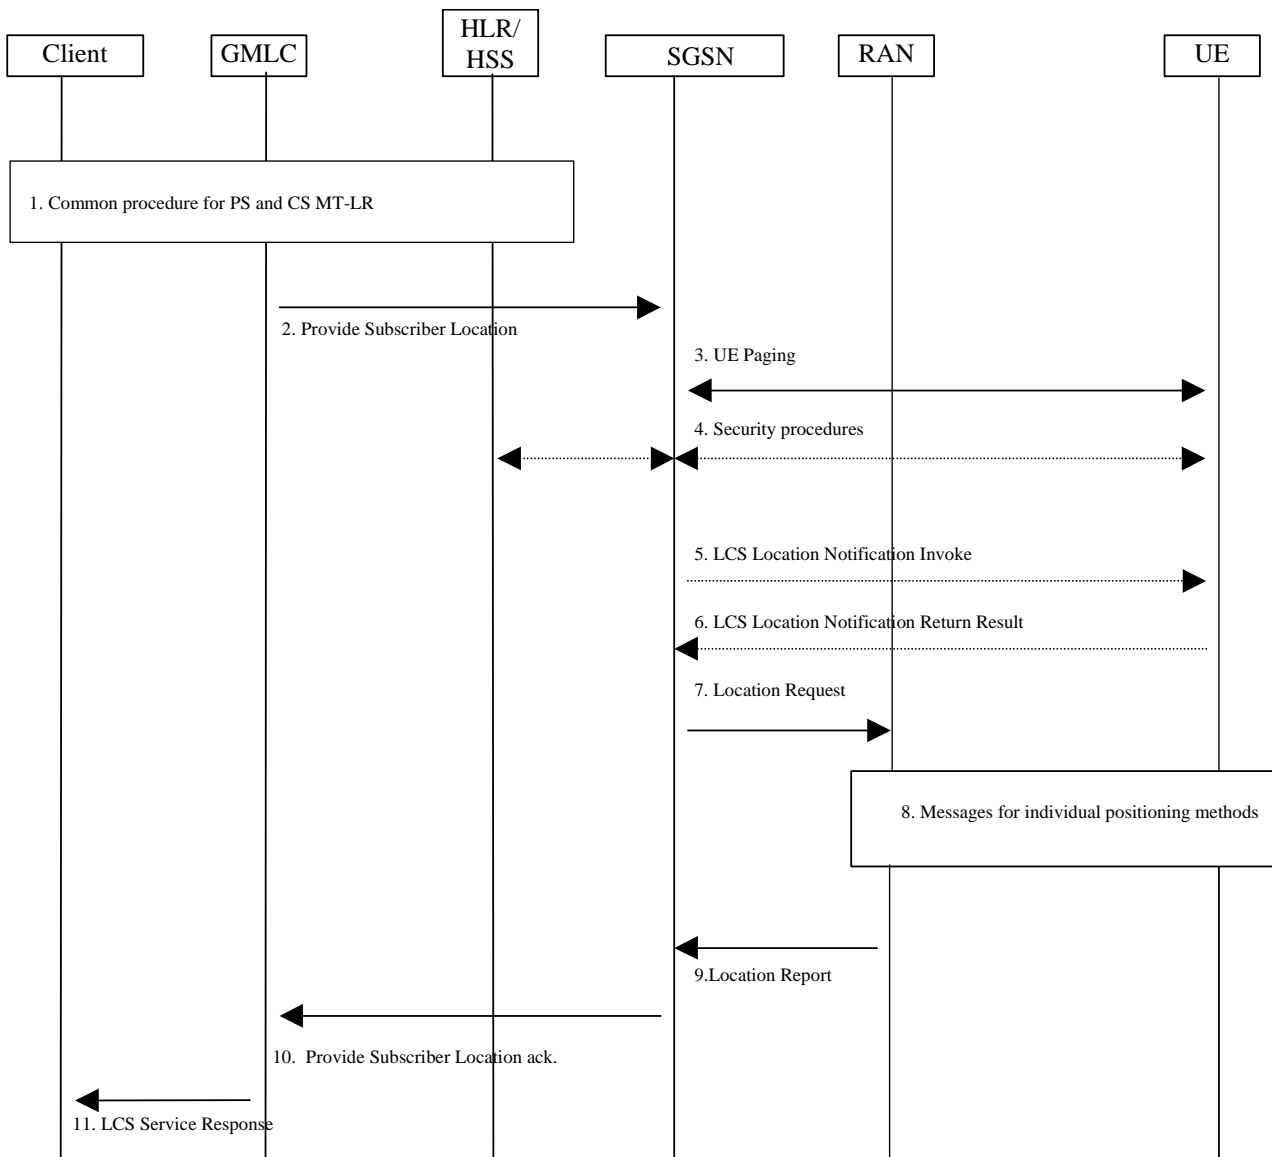 Client
GMLC
HLR/
HSS
SGSN
RAN
UE
1. Common procedure for PS and CS MT-LR
2. Provide Subscriber Location
3. UE Paging
4. Security procedures
5. LCS Location Notification Invoke
6. LCS Location Notification Return Result
7. Location Request
8. Messages for individual positioning methods
9.Location Report
10. Provide Subscriber Location ack.
11. LCS Service Response